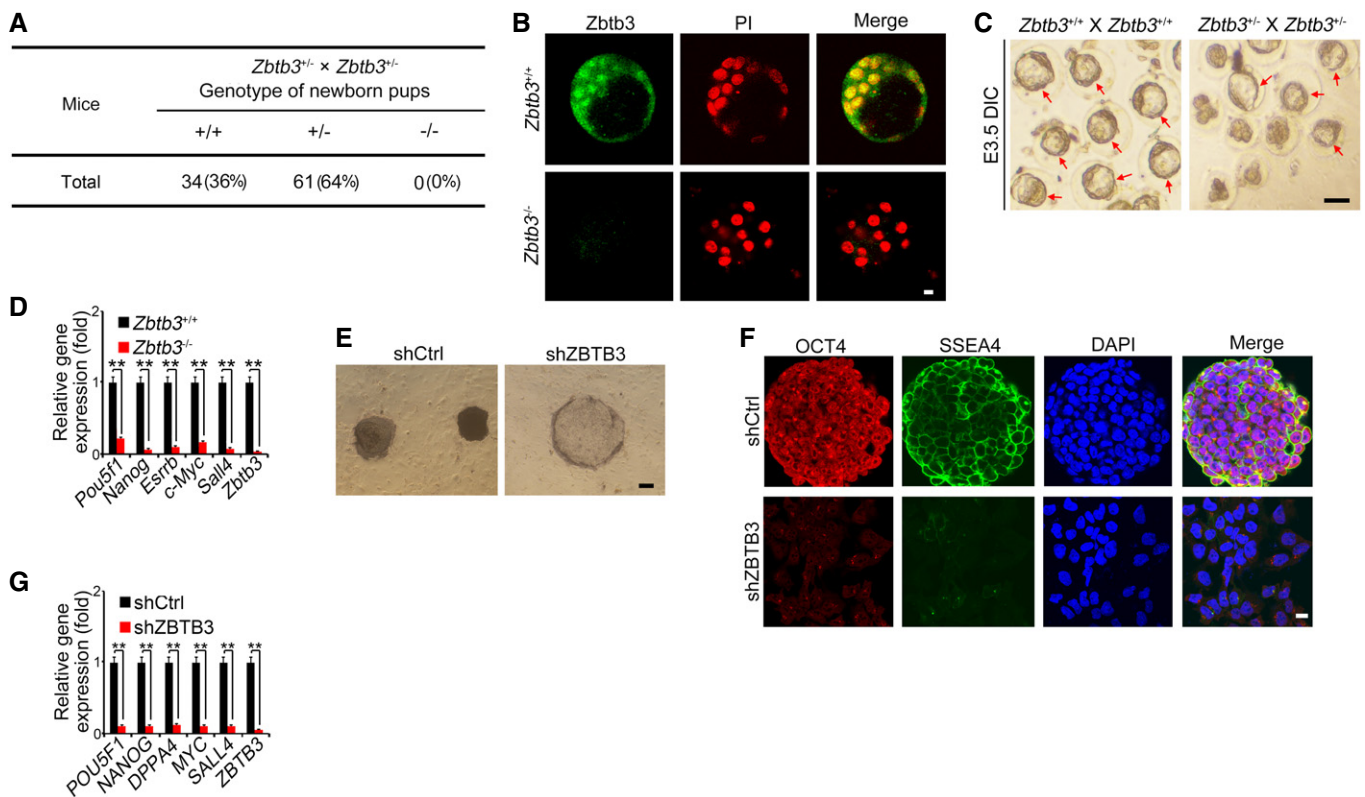 A
Zbtb3+/- × Zbtb3+/-
Mice
Genotype of newborn pups
+/+ +/- -/-
Total 34(36%) 61(64%) 0(0%)
B
Zbtb3 PI Merge
Zbtb3+/+
Zbtb3-/-
C
Zbtb3+/+ X Zbtb3+/+ Zbtb3+/- X Zbtb3+/-
E3.5 DIC
D
Relative gene
expression (fold)
2
1
0
Zbtb3+/+
Zbtb3-/-
** ** ** ** ** **
Pou5f1 Nanog Esrrb c-Myc Sall4 Zbtb3
E
shCtrl shZBTB3
F
OCT4 SSEA4 DAPI Merge
shCtrl
shZBTB3
G
Relative gene
expression (fold)
2
1
0
shCtrl
shZBTB3
** ** ** ** ** **
POU5F1 NANOG DPPA4 MYC SALL4 ZBTB3